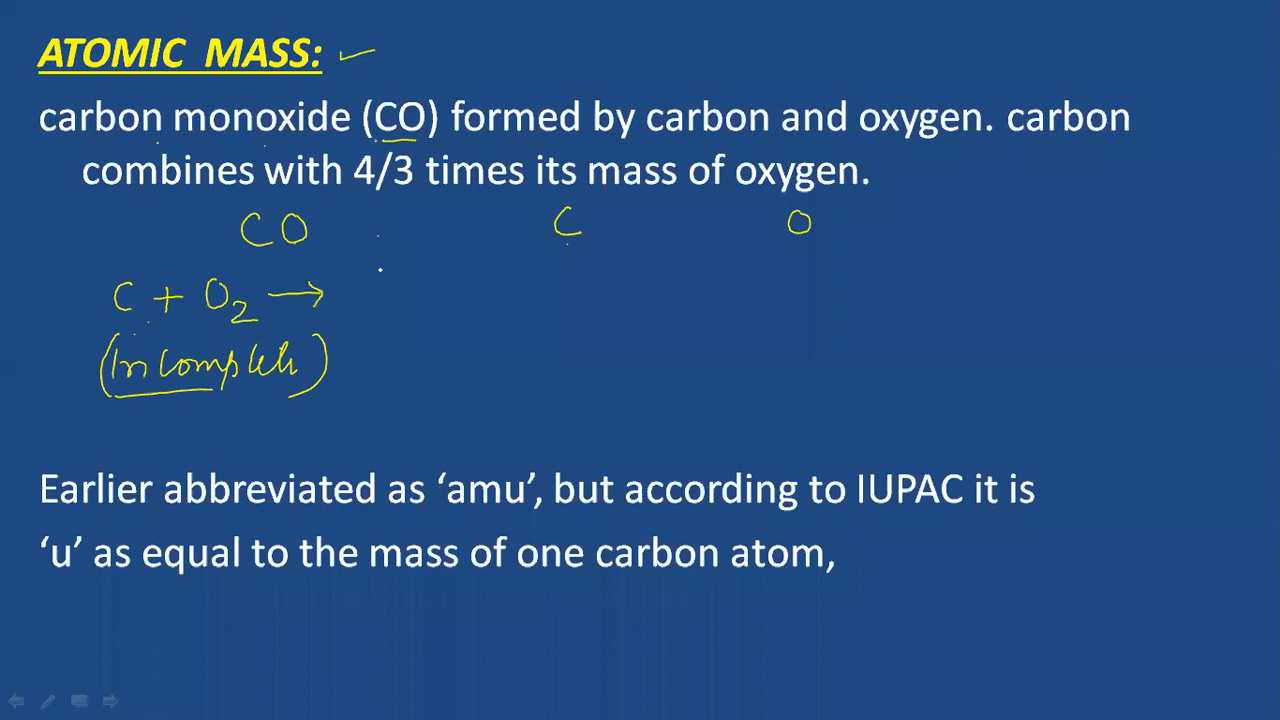 ATOMIC MASS:
carbon monoxide (CO) formed by carbon and oxygen. carbon
combines with 4/3 times its mass of oxygen.
CO C O
C + O₂ →
(Incomplete)
Earlier abbreviated as ‘amu’, but according to IUPAC it is
‘u’ as equal to the mass of one carbon atom,